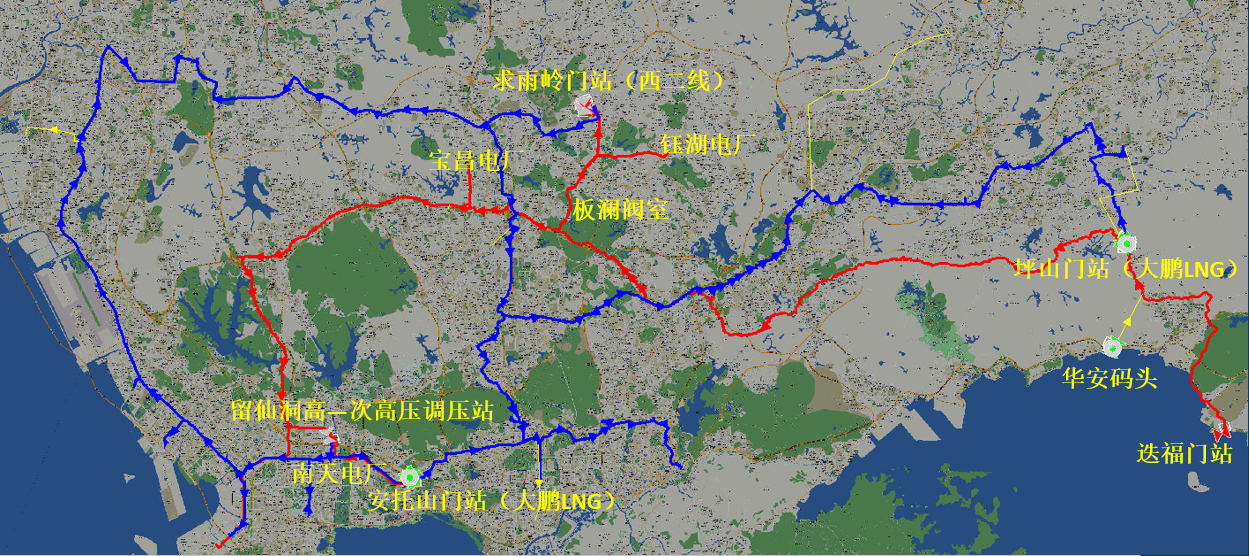 求雨岭门站（西二线）
钰湖电厂
宝昌电厂
板澜阀室
坪山门站（大鹏LNG）
华安码头
留仙洞高—次高压调压站
迭福门站
南天电厂
安托山门站（大鹏LNG）